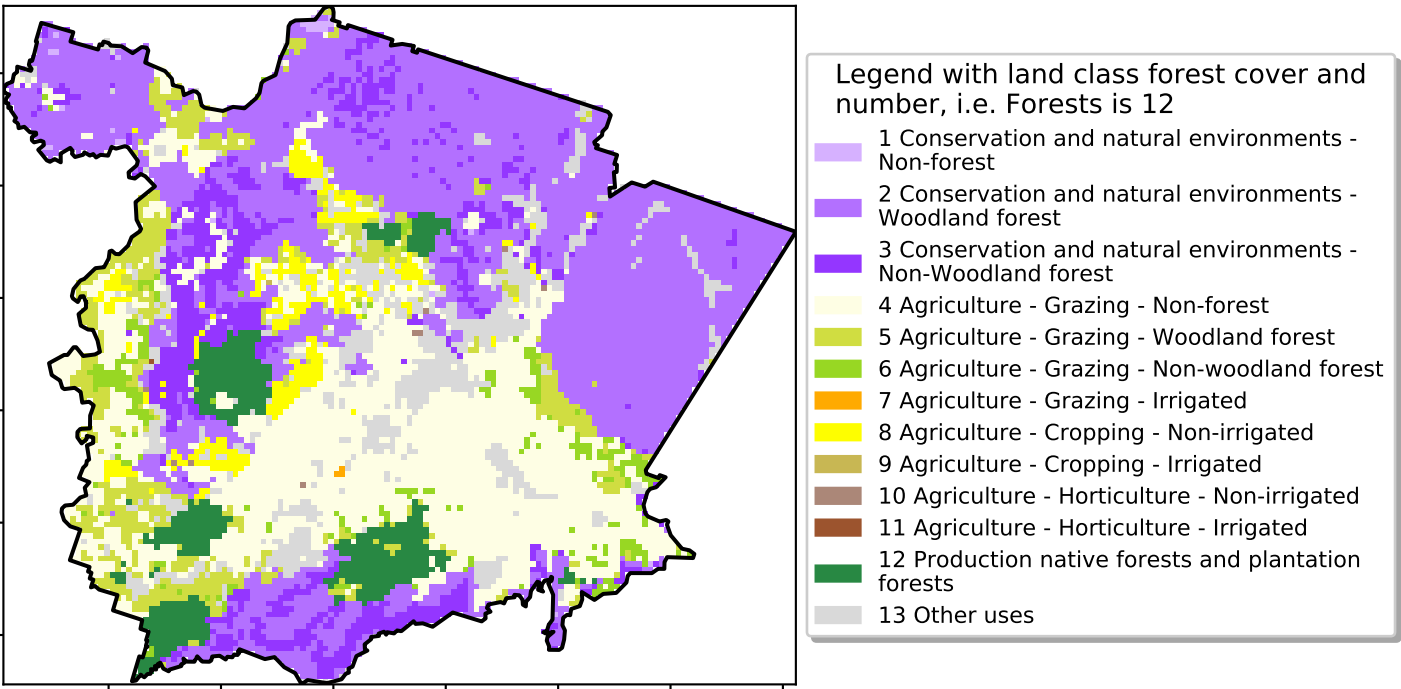 Legend with land class forest cover and
number, i.e. Forests is 12
1 Conservation and natural environments -
Non-forest
2 Conservation and natural environments -
Woodland forest
3 Conservation and natural environments -
Non-Woodland forest
4 Agriculture - Grazing - Non-forest
5 Agriculture - Grazing - Woodland forest
6 Agriculture - Grazing - Non-woodland forest
7 Agriculture - Grazing - Irrigated
8 Agriculture - Cropping - Non-irrigated
9 Agriculture - Cropping - Irrigated
10 Agriculture - Horticulture - Non-irrigated
11 Agriculture - Horticulture - Irrigated
12 Production native forests and plantation
forests
13 Other uses